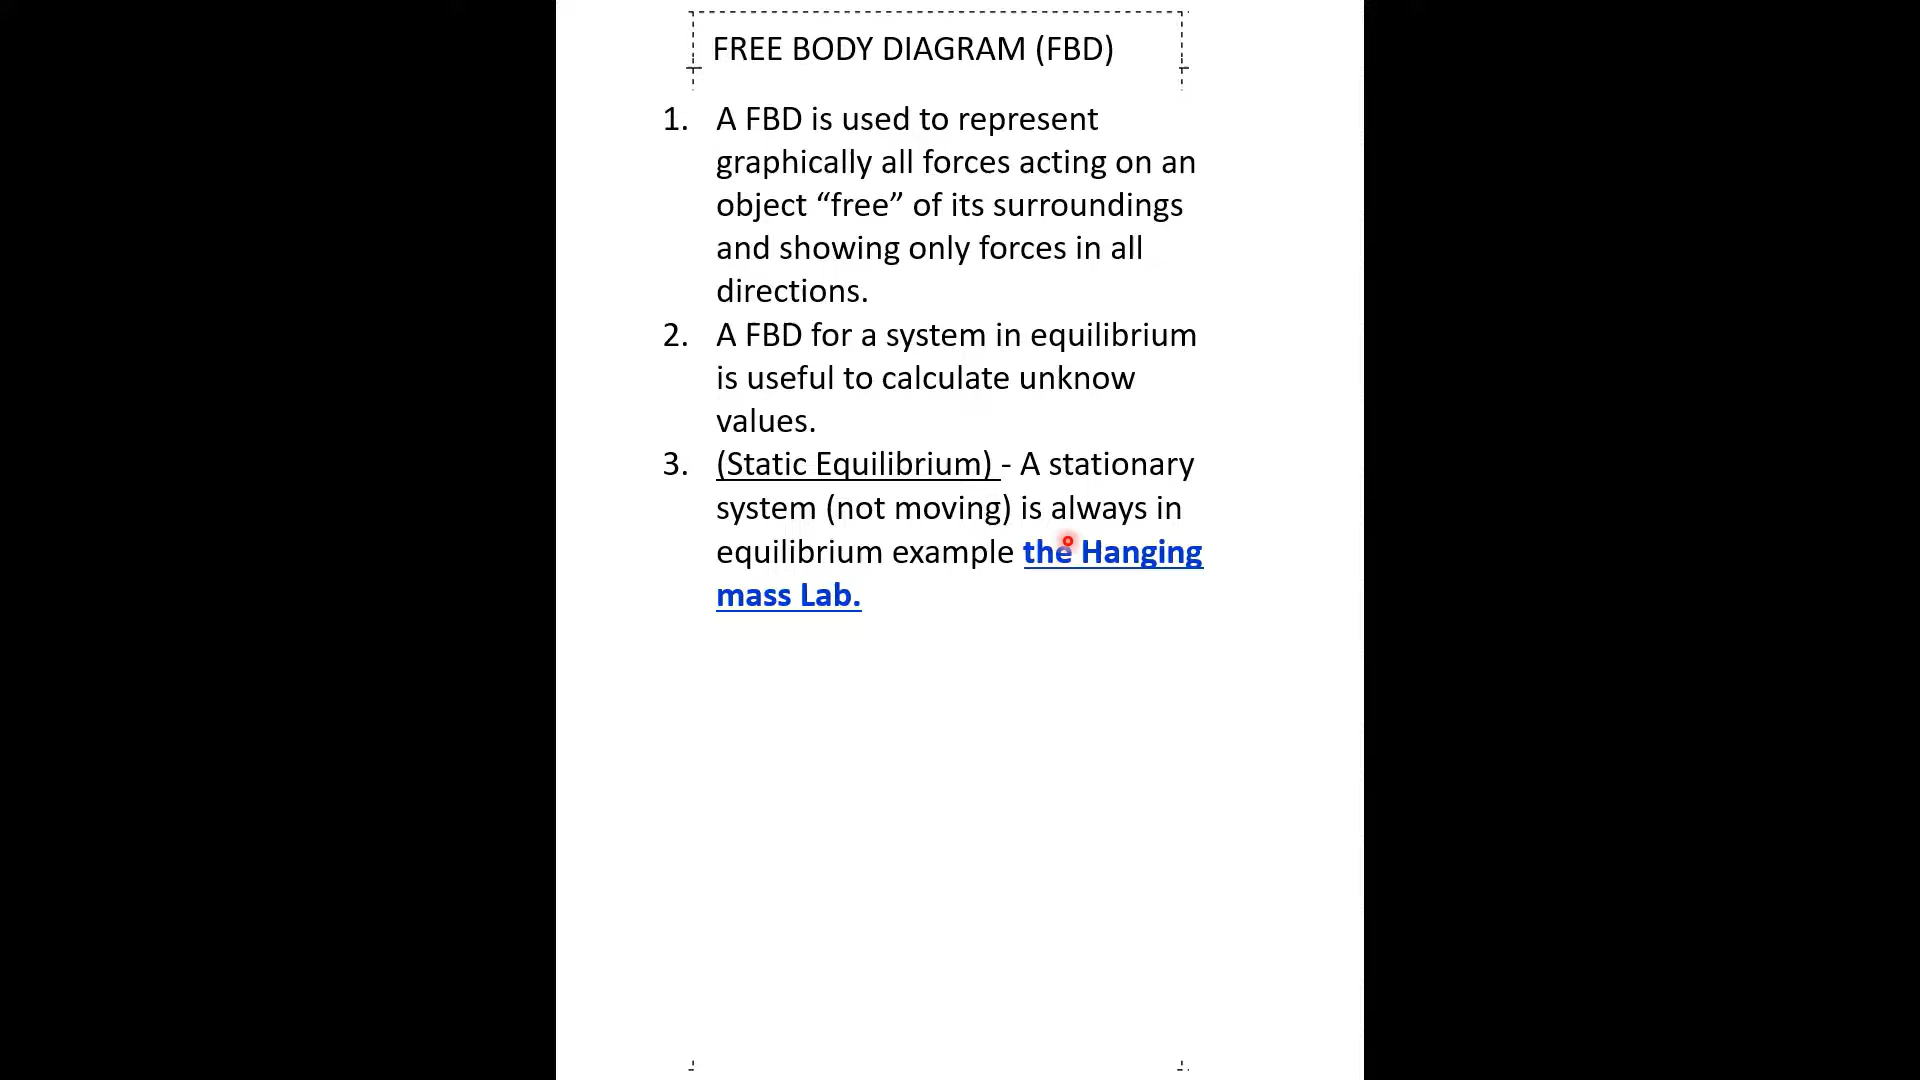 FREE BODY DIAGRAM (FBD)
1. A FBD is used to represent
graphically all forces acting on an
object “free” of its surroundings
and showing only forces in all
directions.
2. A FBD for a system in equilibrium
is useful to calculate unknow
values.
3. (Static Equilibrium) - A stationary
system (not moving) is always in
equilibrium example the Hanging
mass Lab.